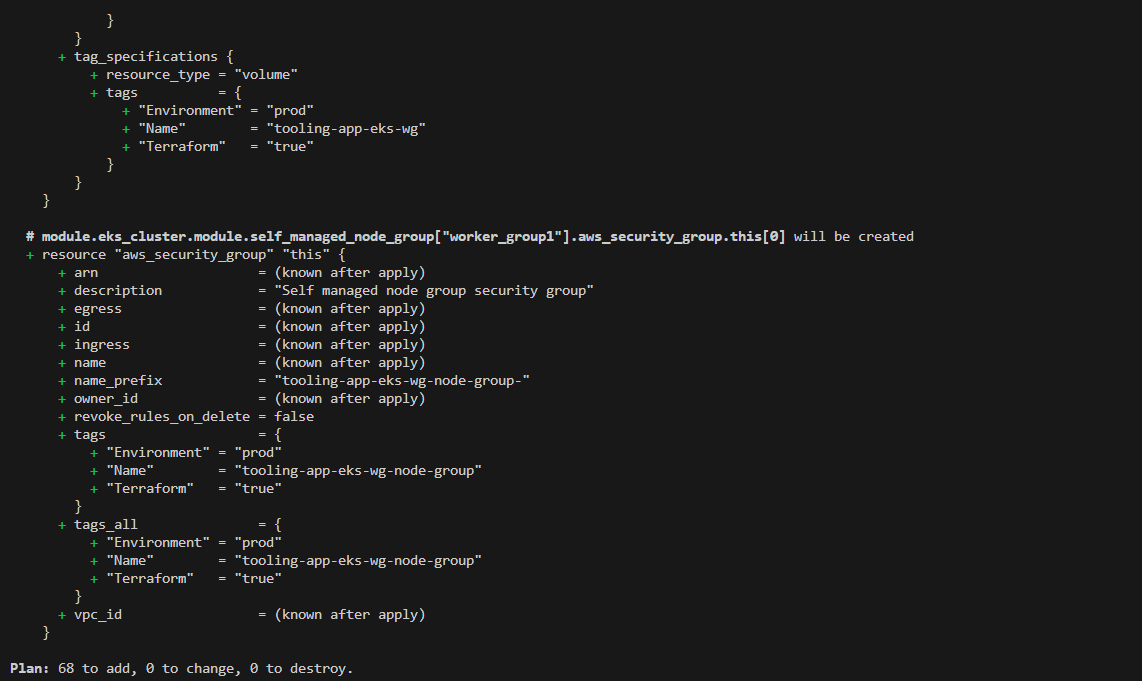 }
        }
      + tag_specifications {
          + resource_type = "volume"
          + tags          = {
              + "Environment" = "prod"
              + "Name"        = "tooling-app-eks-wg"
              + "Terraform"   = "true"
            }
        }
    }
  # module.eks_cluster.module.self_managed_node_group["worker_group1"].aws_security_group.this[0] will be created
  + resource "aws_security_group" "this" {
      + arn                    = (known after apply)
      + description            = "Self managed node group security group"
      + egress                 = (known after apply)
      + id                     = (known after apply)
      + ingress                = (known after apply)
      + name                   = (known after apply)
      + name_prefix            = "tooling-app-eks-wg-node-group-"
      + owner_id               = (known after apply)
      + revoke_rules_on_delete = false
      + tags                   = {
          + "Environment" = "prod"
          + "Name"        = "tooling-app-eks-wg-node-group"
          + "Terraform"   = "true"
        }
      + tags_all               = {
          + "Environment" = "prod"
          + "Name"        = "tooling-app-eks-wg-node-group"
          + "Terraform"   = "true"
        }
      + vpc_id                 = (known after apply)
    }
Plan: 68 to add, 0 to change, 0 to destroy.